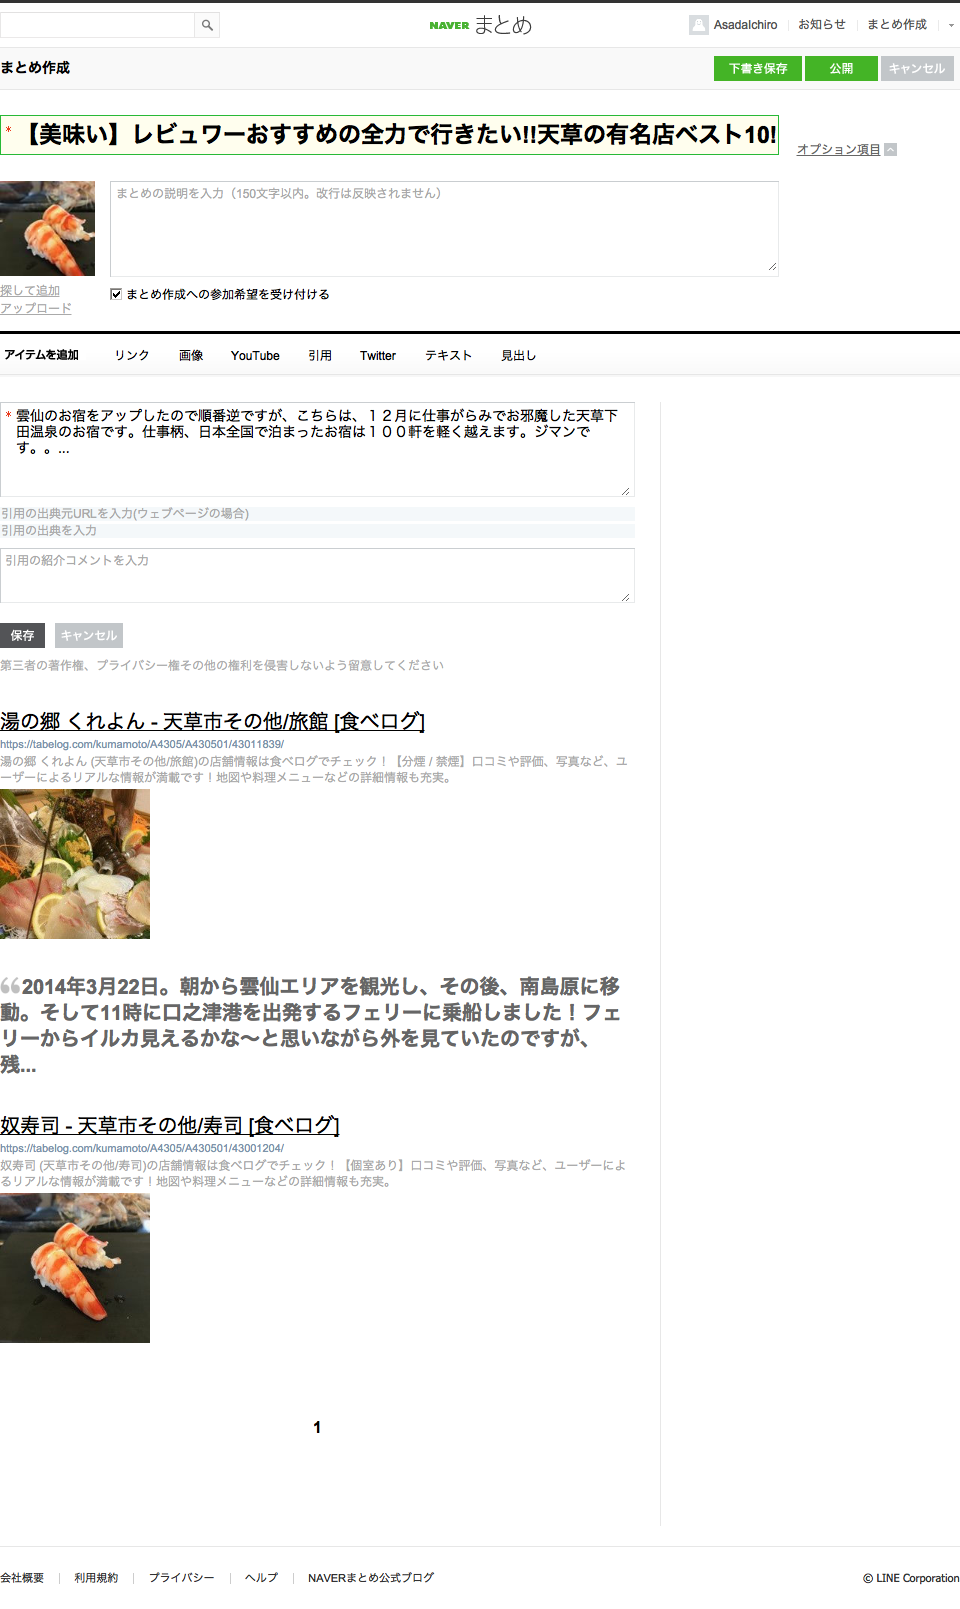 NAVER まとめ
AsadaIchiro お知らせ まとめ作成
まとめ作成
下書き保存 公開 キャンセル
* 【美味い】レビュワーおすすめの全力で行きたい!!天草の有名店ベスト10!
オプション項目
まとめの説明を入力（150文字以内。改行は反映されません）
探して追加
アップロード
まとめ作成への参加希望を受け付ける
アイテムを追加 リンク 画像 YouTube 引用 Twitter テキスト 見出し
* 雲仙のお宿をアップしたので順番逆ですが、こちらは、１２月に仕事がらみでお邪魔した天草下
田温泉のお宿です。仕事柄、日本全国で泊まったお宿は１００軒を軽く越えます。ジマンで
す。。...
引用の出典元URLを入力(ウェブページの場合)
引用の出典を入力
引用の紹介コメントを入力
保存 キャンセル
第三者の著作権、プライバシー権その他の権利を侵害しないよう留意してください
湯の郷 くれよん - 天草市その他/旅館 [食べログ]
https://tabelog.com/kumamoto/A4305/A430501/43011839/
湯の郷 くれよん (天草市その他/旅館)の店舗情報は食べログでチェック！【分煙 / 禁煙】口コミや評価、写真など、ユ
ーザーによるリアルな情報が満載です！地図や料理メニューなどの詳細情報も充実。
“2014年3月22日。朝から雲仙エリアを観光し、その後、南島原に移
動。そして11時に口之津港を出発するフェリーに乗船しました！フェ
リーからイルカ見えるかな〜と思いながら外を見ていたのですが、
残...
奴寿司 - 天草市その他/寿司 [食べログ]
https://tabelog.com/kumamoto/A4305/A430501/43001204/
奴寿司 (天草市その他/寿司)の店舗情報は食べログでチェック！【個室あり】口コミや評価、写真など、ユーザーによ
るリアルな情報が満載です！地図や料理メニューなどの詳細情報も充実。
1
会社概要 利用規約 プライバシー ヘルプ NAVERまとめ公式ブログ
© LINE Corporation